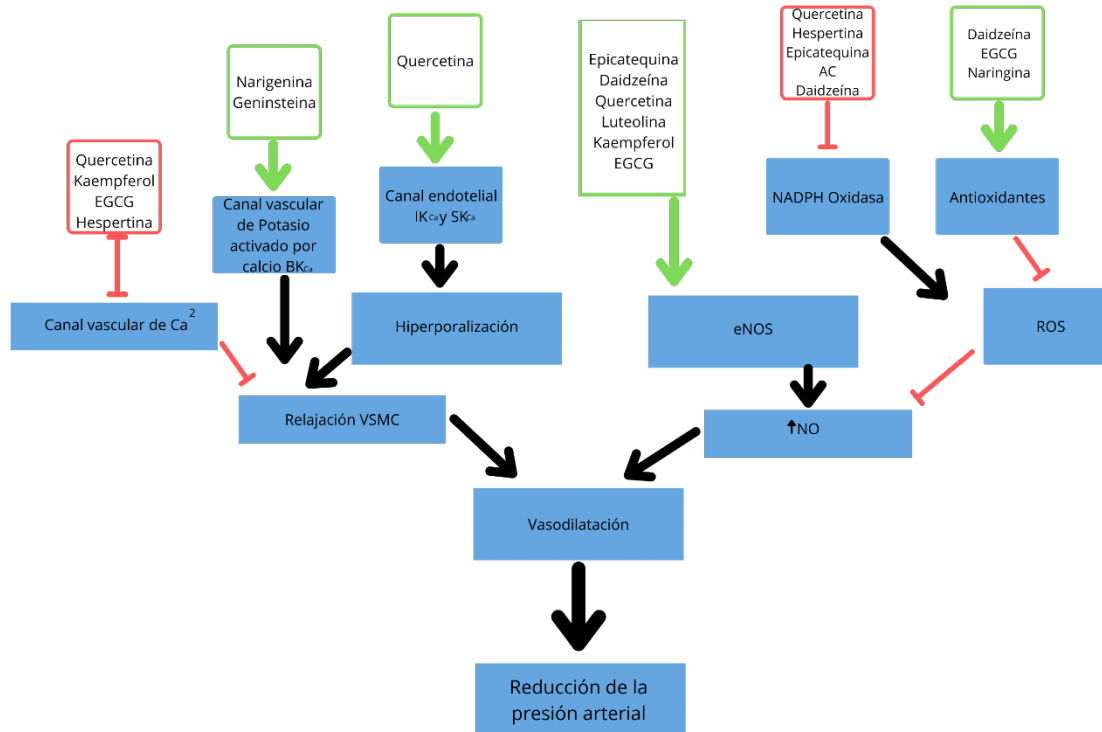 Quercetina
Kaempferol
EGCG
Hespertina
Narigenina
Geninsteina
Quercetina
Epicatequina
Daidzeína
Quercetina
Luteolina
Kaempferol
EGCG
Quercetina
Hespertina
Epicatequina
AC
Daidzeína
Daidzeína
EGCG
Naringina
Canal vascular
de Potasio
activado por
calcio BKCa
Canal endotelial
IKCa y SKCa
NADPH Oxidasa
Antioxidantes
Canal vascular de Ca2
Hiperporalización
eNOS
ROS
Relajación VSMC
↑NO
Vasodilatación
Reducción de la
presión arterial